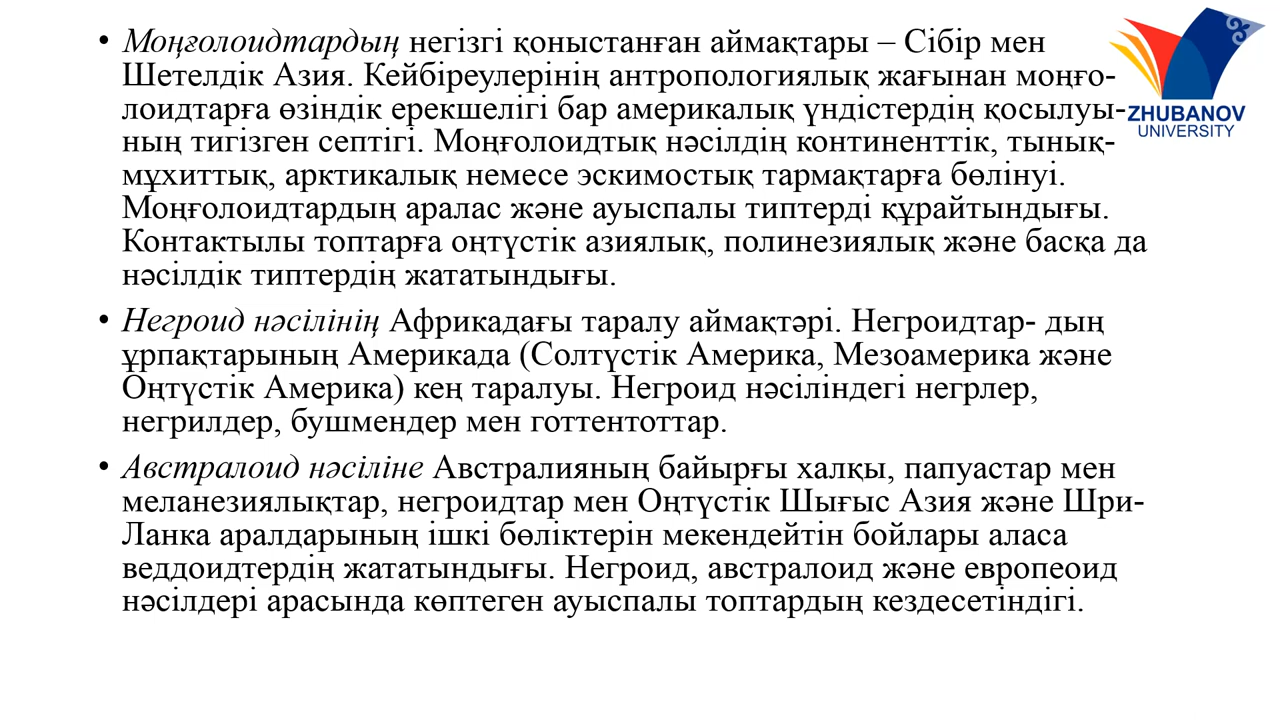 • Моңғолоидтардың негізгі қоныстанған аймақтары – Сібір мен
Шетелдік Азия. Кейбіреулерінің антропологиялық жағынан моңғо-
лоидтарға өзіндік ерекшелігі бар америкалық үндістердің қосылуы-
ның тигізген септігі. Моңғолоидтық нәсілдің континенттік, тынық-
мұхиттық, арктикалық немесе эскимостық тармақтарға бөлінуі.
Моңғолоидтардың аралас және ауыспалы типтерді құрайтындығы.
Контактылы топтарға оңтүстік азиялық, полинезиялық және басқа да
нәсілдік типтердің жататындығы.
• Негроид нәсілінің Африкадағы таралу аймақтәрі. Негроидтар- дың
ұрпақтарының Америкада (Солтүстік Америка, Мезоамерика және
Оңтүстік Америка) кең таралуы. Негроид нәсіліндегі негрлер,
негрилдер, бушмендер мен готтентоттар.
• Австралоид нәсіліне Австралияның байырғы халқы, папуастар мен
меланезиялықтар, негроидтар мен Оңтүстік Шығыс Азия және Шри-
Ланка аралдарының ішкі бөліктерін мекендейтін бойлары аласа
веддоидтердің жататындығы. Негроид, австралоид және европеоид
нәсілдері арасында көптеген ауыспалы топтардың кездесетіндігі.
ZHUBANOV
UNIVERSITY